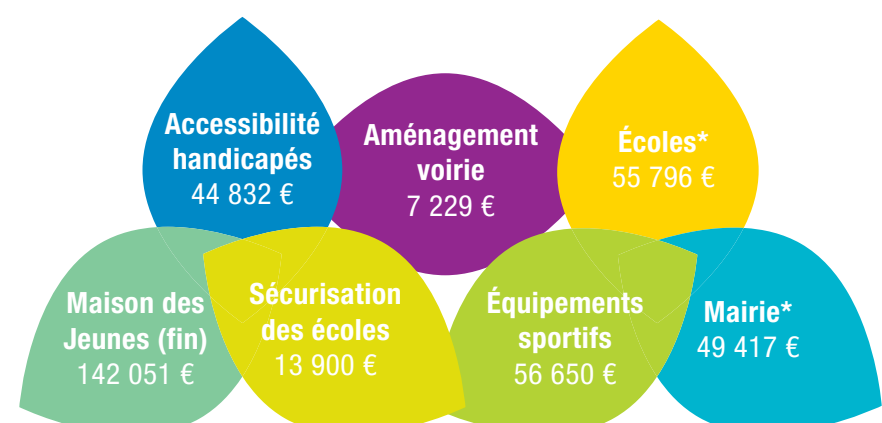 Accessibilité
handicapés
44 832 €
Aménagement
voirie
7 229 €
Écoles*
55 796 €
Maison des
Jeunes (fin)
142 051 €
Sécurisation
des écoles
13 900 €
Équipements
sportifs
56 650 €
Mairie*
49 417 €